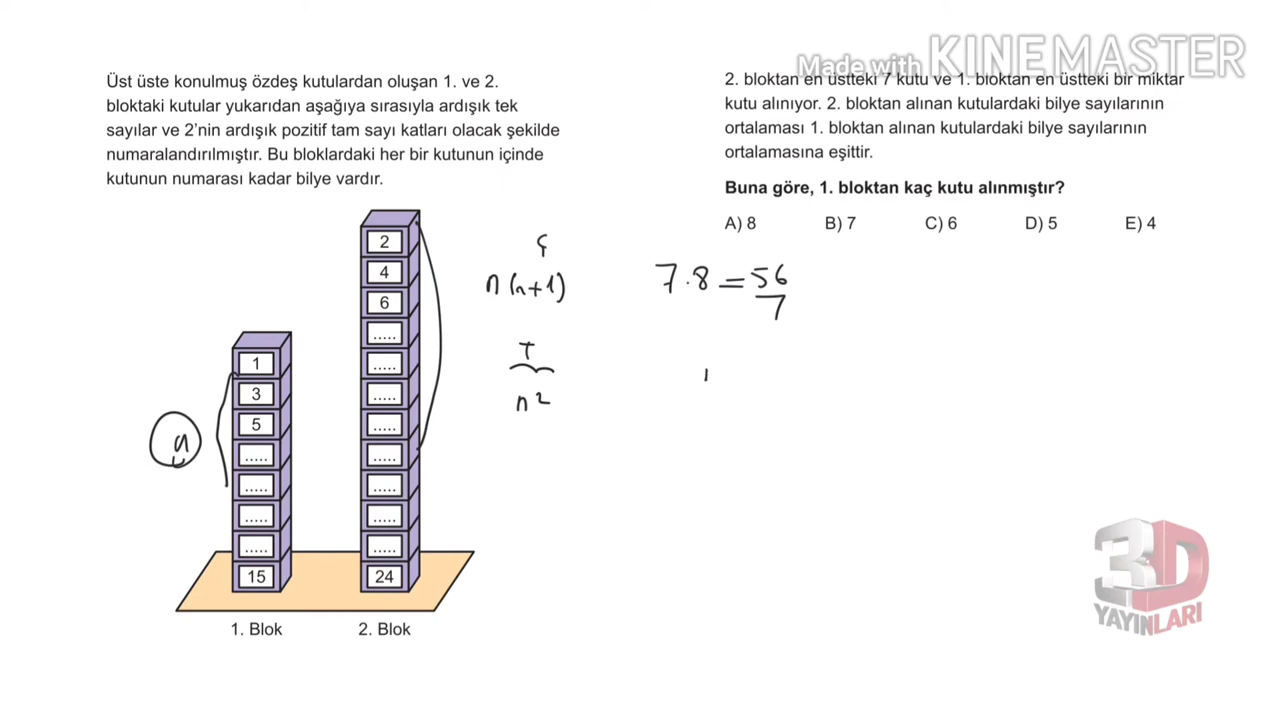 Made with KINEMASTER
Üst üste konulmuş özdeş kutulardan oluşan 1. ve 2.
bloktaki kutular yukarıdan aşağıya sırasıyla ardışık tek
sayılar ve 2'nin ardışık pozitif tam sayı katları olacak şekilde
numaralandırılmıştır. Bu bloklardaki her bir kutunun içinde
kutunun numarası kadar bilye vardır.
2. bloktan en üstteki 7 kutu ve 1. bloktan en üstteki bir miktar
kutu alınıyor. 2. bloktan alınan kutulardaki bilye sayılarının
ortalaması 1. bloktan alınan kutulardaki bilye sayılarının
ortalamasına eşittir.
Buna göre, 1. bloktan kaç kutu alınmıştır?
A) 8 B) 7 C) 6 D) 5 E) 4
1
3
5
.....
.....
.....
.....
15
1. Blok
2
4
6
.....
.....
.....
.....
.....
.....
.....
.....
24
2. Blok
Ç
n(n+1)
T
n²
7.8=56
7
3D
YAYINLARI